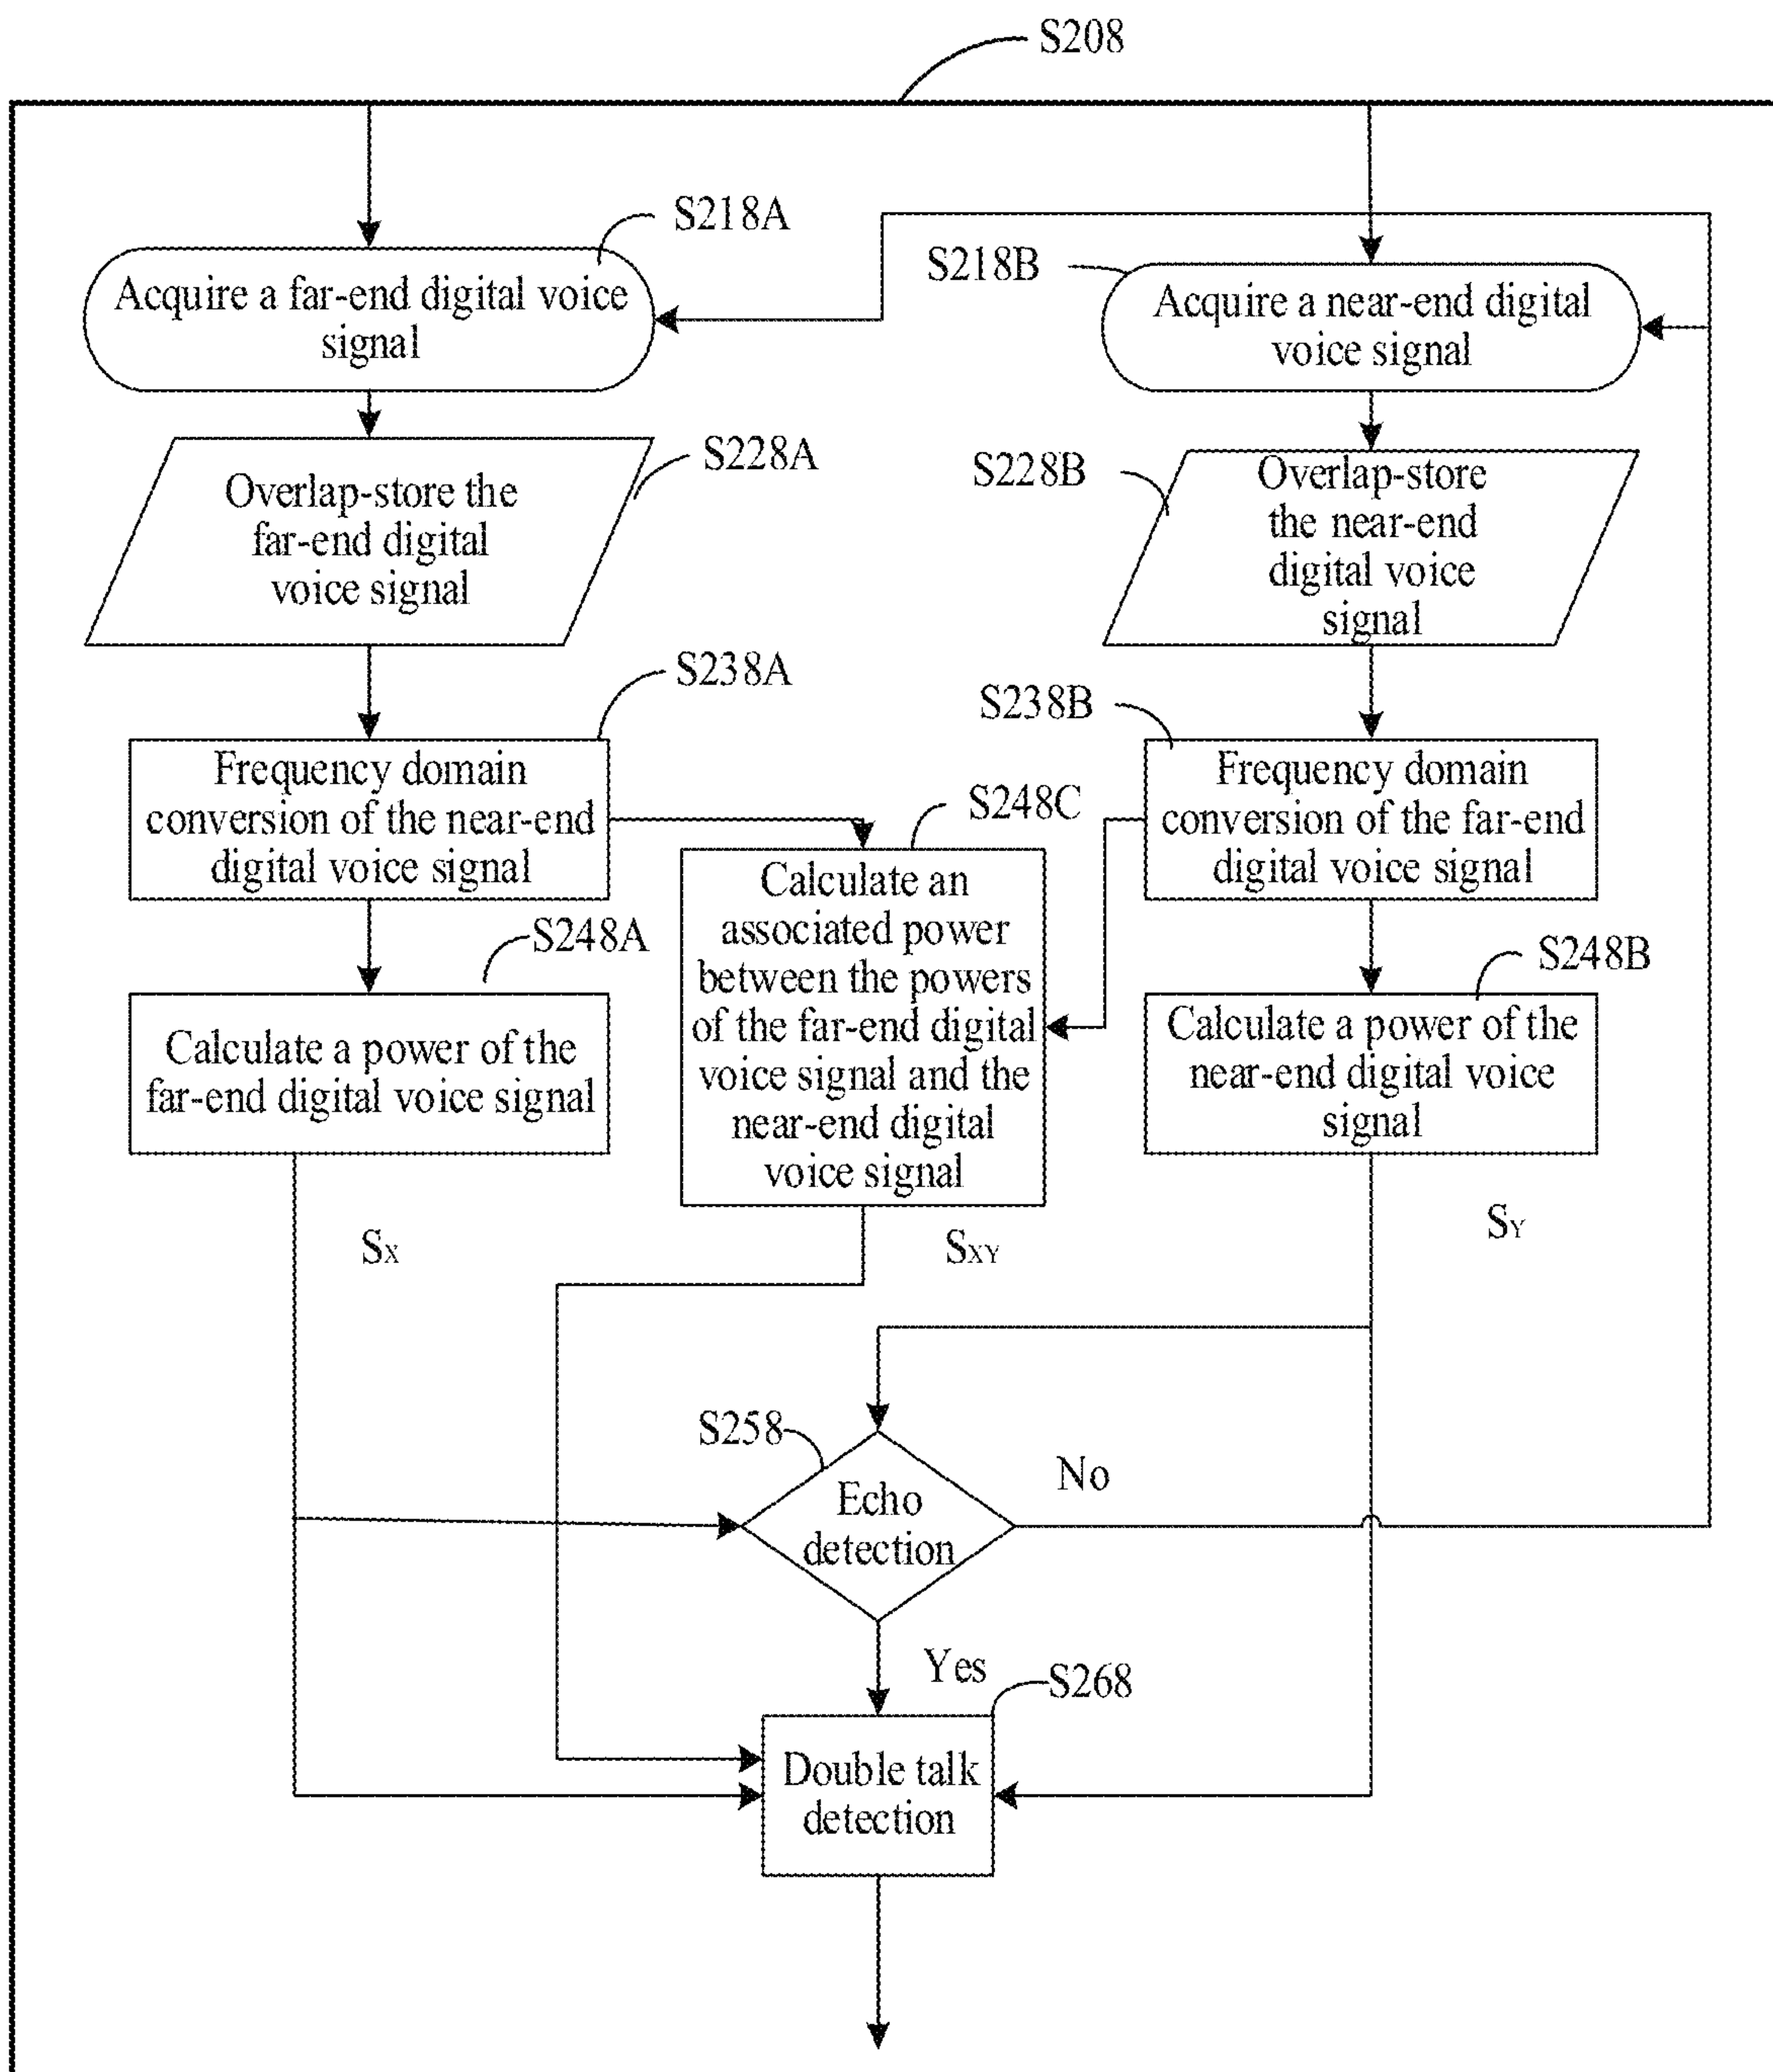 S208
S218A
Acquire a far-end digital voice
signal
S218B
Acquire a near-end digital
voice signal
S228A
Overlap-store the
far-end digital
voice signal
S228B
Overlap-store
the near-end
digital voice
signal
S238A
Frequency domain
conversion of the near-end
digital voice signal
S238B
Frequency domain
conversion of the far-end
digital voice signal
S248C
Calculate an
associated power
between the powers
of the far-end digital
voice signal and the
near-end digital
voice signal
S248A
Calculate a power of the
far-end digital voice signal
S248B
Calculate a power of the
near-end digital voice
signal
SX
SXY
SY
S258
Echo
detection
No
Yes
S268
Double talk
detection